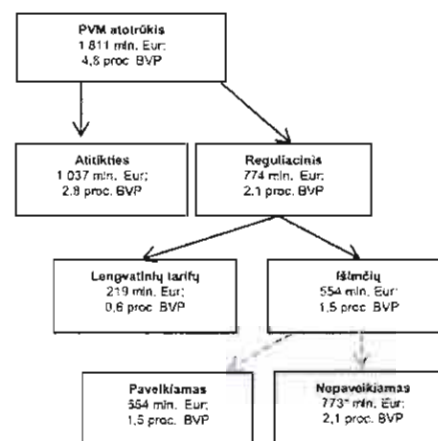 PVM atotrūkis
1 811 mln. Eur;
4,8 proc. BVP
Atitikties
1 037 mln. Eur;
2,8 proc. BVP
Reguliacinis
774 mln. Eur;
2,1 proc. BVP
Lengvatinių tarifų
219 mln. Eur;
0,6 proc. BVP
Išimčių
554 mln. Eur;
1,5 proc. BVP
Paveikiamas
554 mln. Eur;
1,5 proc. BVP
Nepaveikiamas
773* mln. Eur;
2,1 proc. BVP